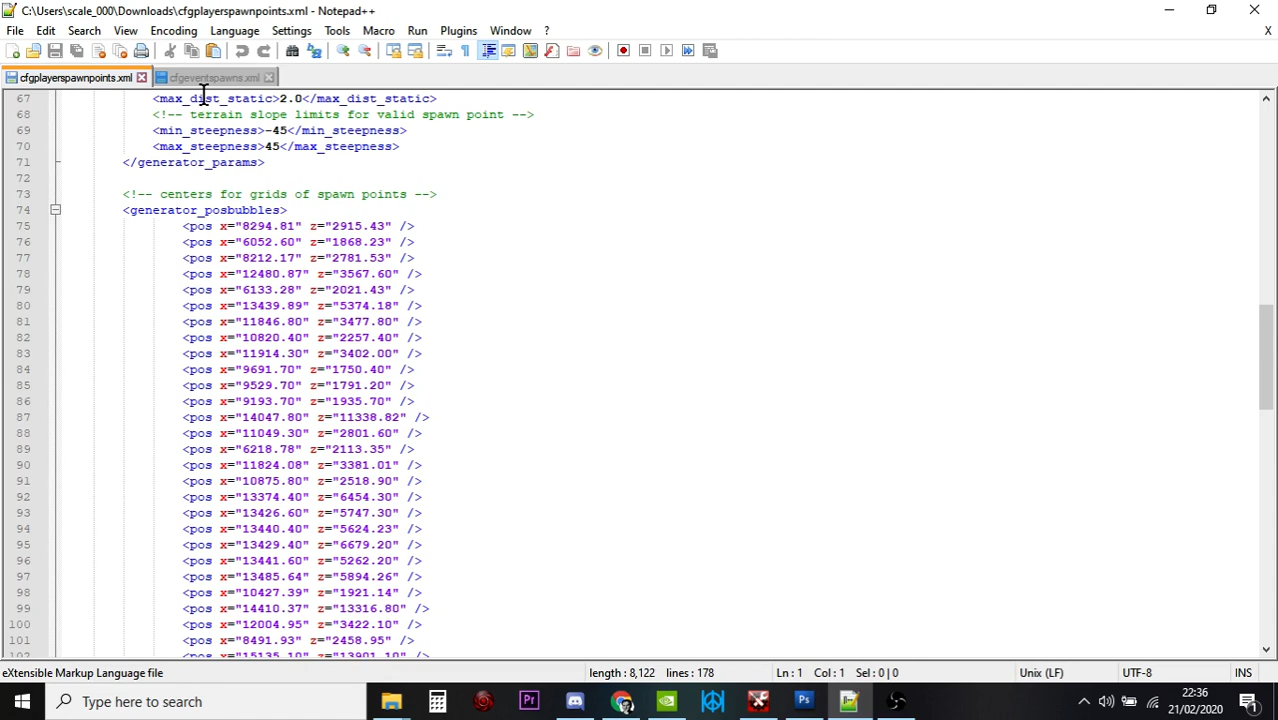 C:\Users\scale_000\Downloads\cfgplayerspawnpoints.xml - Notepad++
File Edit Search View Encoding Language Settings Tools Macro Run Plugins Window ? X
cfgplayerspawnpoints.xml cfgeventspawns.xml
67 <max_dist_static>2.0</max_dist_static>
68 <!-- terrain slope limits for valid spawn point -->
69 <min_steepness>-45</min_steepness>
70 <max_steepness>45</max_steepness>
71 </generator_params>
72
73 <!-- centers for grids of spawn points -->
74 <generator_posbubbles>
75 <pos x="8294.81" z="2915.43" />
76 <pos x="6052.60" z="1868.23" />
77 <pos x="8212.17" z="2781.53" />
78 <pos x="12480.87" z="3567.60" />
79 <pos x="6133.28" z="2021.43" />
80 <pos x="13439.89" z="5374.18" />
81 <pos x="11846.80" z="3477.80" />
82 <pos x="10820.40" z="2257.40" />
83 <pos x="11914.30" z="3402.00" />
84 <pos x="9691.70" z="1750.40" />
85 <pos x="9529.70" z="1791.20" />
86 <pos x="9193.70" z="1935.70" />
87 <pos x="14047.80" z="11338.82" />
88 <pos x="11049.30" z="2801.60" />
89 <pos x="6218.78" z="2113.35" />
90 <pos x="11824.08" z="3381.01" />
91 <pos x="10875.80" z="2518.90" />
92 <pos x="13374.40" z="6454.30" />
93 <pos x="13426.60" z="5747.30" />
94 <pos x="13440.40" z="5624.23" />
95 <pos x="13429.40" z="6679.20" />
96 <pos x="13441.60" z="5262.20" />
97 <pos x="13485.64" z="5894.26" />
98 <pos x="10427.39" z="1921.14" />
99 <pos x="14410.37" z="13316.80" />
100 <pos x="12004.95" z="3422.10" />
101 <pos x="8491.93" z="2458.95" />
102 <pos x="15135.10" z="13901.10" />
eXtensible Markup Language file length : 8,122 lines : 178 Ln : 1 Col : 1 Sel : 0 | 0 Unix (LF) UTF-8 INS
Type here to search Pr Ps 22:36
21/02/2020 1